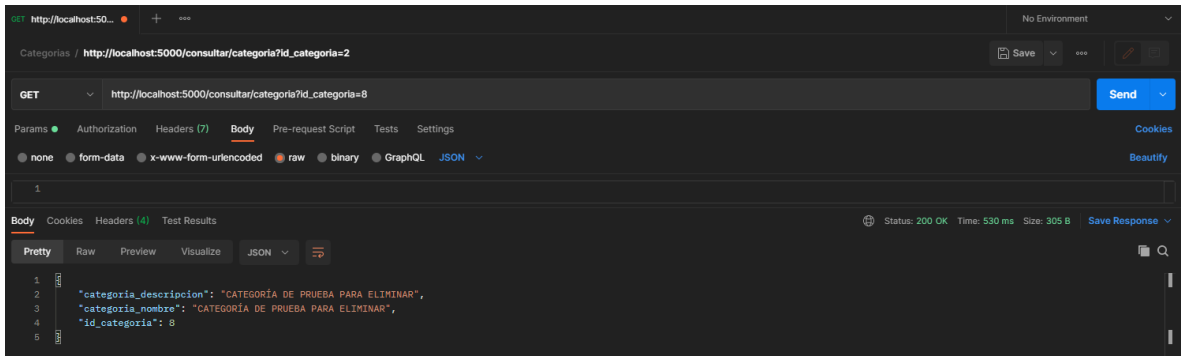 GET http://localhost:50... No Environment
Categorias / http://localhost:5000/consultar/categoria?id_categoria=2 Save
GET http://localhost:5000/consultar/categoria?id_categoria=8 Send
Params Authorization Headers (7) Body Pre-request Script Tests Settings Cookies
none form-data x-www-form-urlencoded raw binary GraphQL JSON Beautify
1
Body Cookies Headers (4) Test Results Status: 200 OK Time: 530 ms Size: 305 B Save Response
Pretty Raw Preview Visualize JSON
1 {
2 "categoria_descripcion": "CATEGORÍA DE PRUEBA PARA ELIMINAR",
3 "categoria_nombre": "CATEGORÍA DE PRUEBA PARA ELIMINAR",
4 "id_categoria": 8
5 }